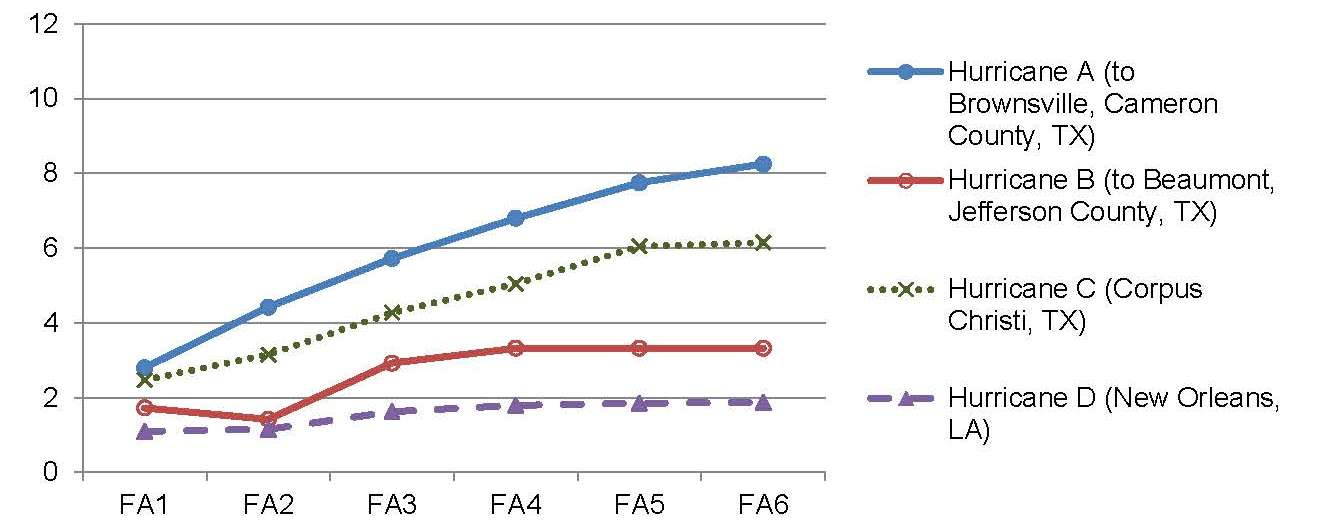 12
10
8
6
4
2
0
FA1 FA2 FA3 FA4 FA5 FA6
Hurricane A (to
Brownsville, Cameron
County, TX)
Hurricane B (to Beaumont,
Jefferson County, TX)
Hurricane C (Corpus
Christi, TX)
Hurricane D (New Orleans,
LA)